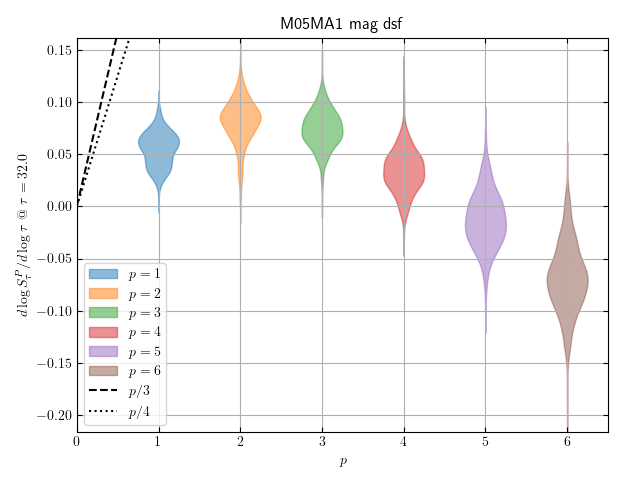 M05MA1 mag dsf
d log S_τ^P / d log τ @ τ = 32.0
0.15
0.10
0.05
0.00
−0.05
−0.10
−0.15
−0.20
p = 1
p = 2
p = 3
p = 4
p = 5
p = 6
p/3
p/4
0 1 2 3 4 5 6
p